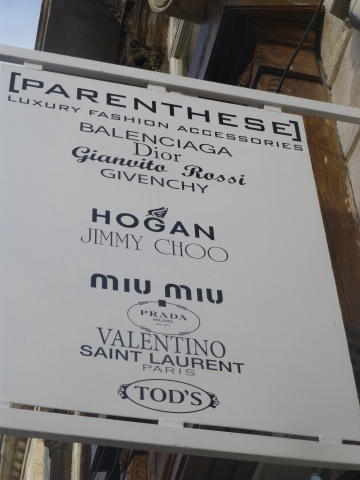 [PARENTHESE]
LUXURY FASHION ACCESSORIES
BALENCIAGA
Dior
Gianvito Rossi
GIVENCHY
HOGAN
JIMMY CHOO
miu miu
PRADA
MILANO
VALENTINO
SAINT LAURENT
PARIS
TOD'S